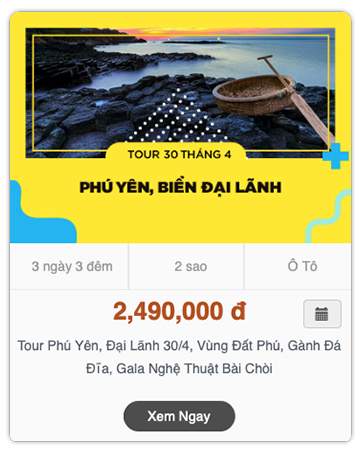 TOUR 30 THÁNG 4
PHÚ YÊN, BIỂN ĐẠI LÃNH
3 ngày 3 đêm
2 sao
Ô Tô
2,490,000 đ
Tour Phú Yên, Đại Lãnh 30/4, Vùng Đất Phú, Gành Đá
Đĩa, Gala Nghệ Thuật Bài Chòi
Xem Ngay